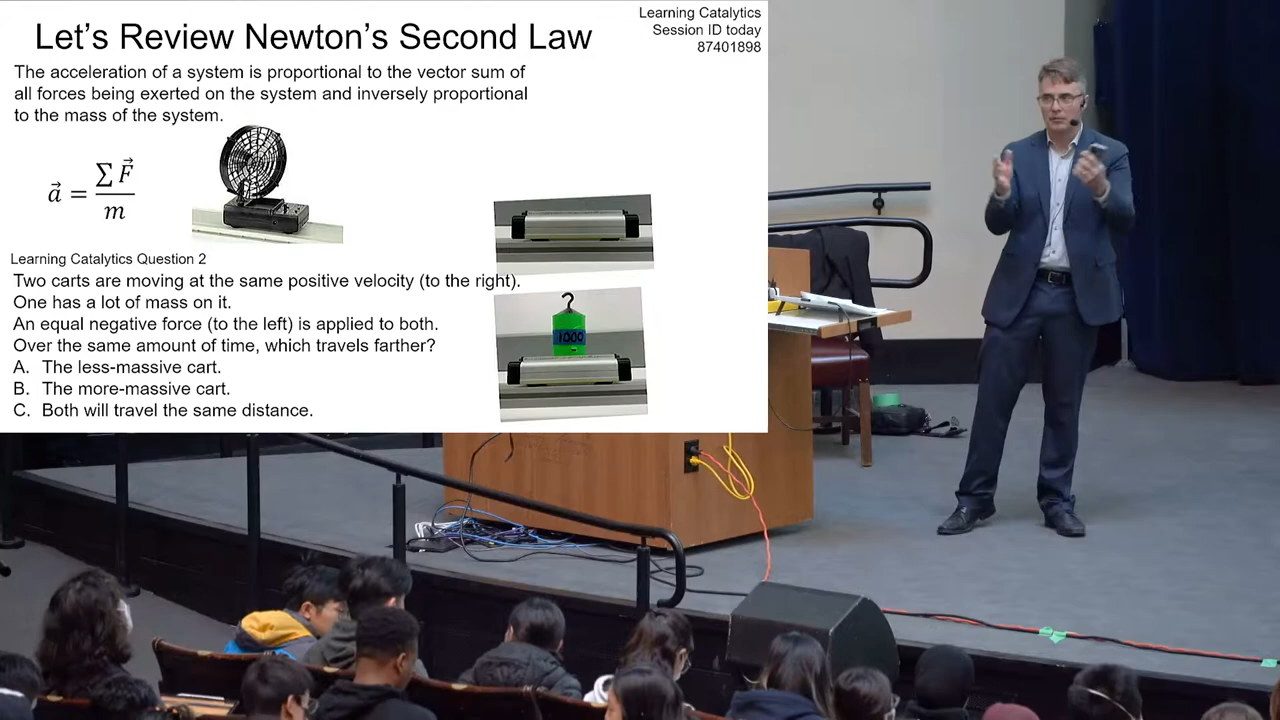 Let's Review Newton's Second Law
Learning Catalytics
Session ID today
87401898
The acceleration of a system is proportional to the vector sum of
all forces being exerted on the system and inversely proportional
to the mass of the system.
a⃗ = ∑ F⃗ / m
Learning Catalytics Question 2
Two carts are moving at the same positive velocity (to the right).
One has a lot of mass on it.
An equal negative force (to the left) is applied to both.
Over the same amount of time, which travels farther?
A. The less-massive cart.
B. The more-massive cart.
C. Both will travel the same distance.
1000